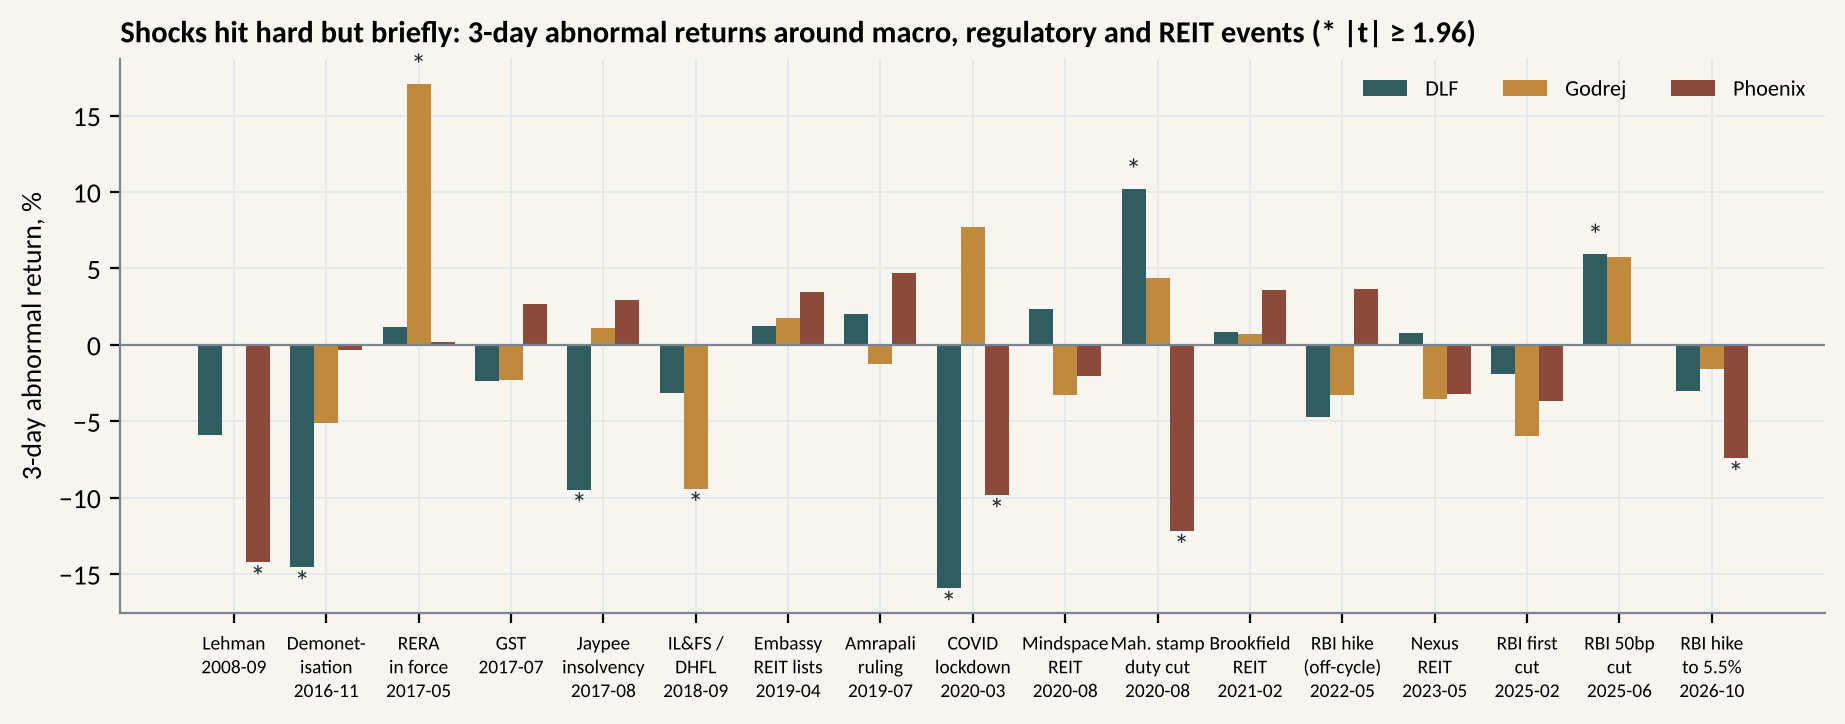 Shocks hit hard but briefly: 3-day abnormal returns around macro, regulatory and REIT events (* |t| ≥ 1.96)
DLF
Godrej
Phoenix
3-day abnormal return, %
15
10
5
0
−5
−10
−15
*
*
*
*
*
*
*
*
*
*
*
*
Lehman
2008-09
Demonet-
isation
2016-11
RERA
in force
2017-05
GST
2017-07
Jaypee
insolvency
2017-08
IL&FS /
DHFL
2018-09
Embassy
REIT lists
2019-04
Amrapali
ruling
2019-07
COVID
lockdown
2020-03
Mindspace
REIT
2020-08
Mah. stamp
duty cut
2020-08
Brookfield
REIT
2021-02
RBI hike
(off-cycle)
2022-05
Nexus
REIT
2023-05
RBI first
cut
2025-02
RBI 50bp
cut
2025-06
RBI hike
to 5.5%
2026-10